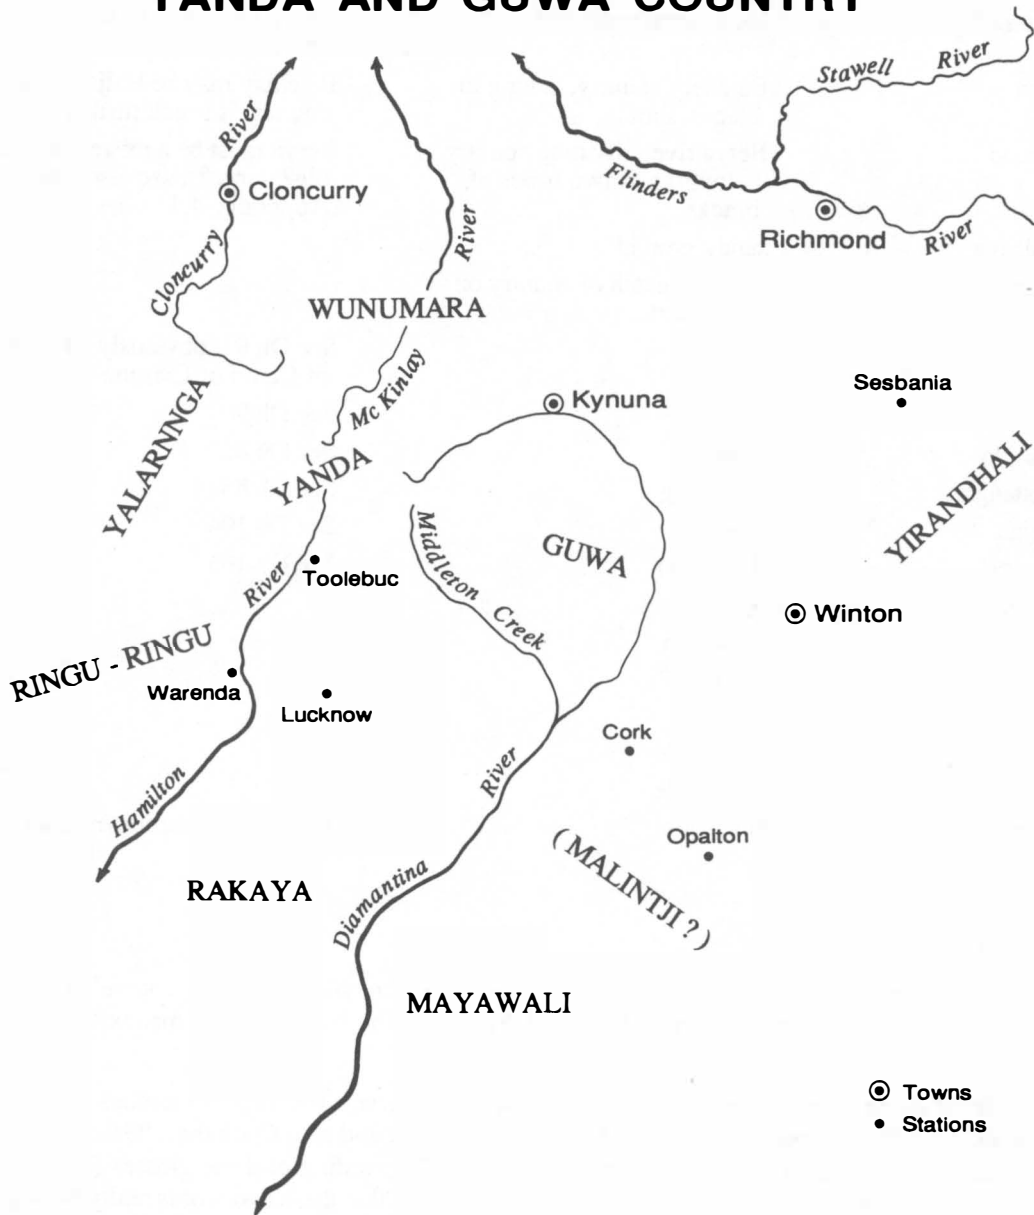 YANDA AND GUWA COUNTRY
Stawell River
River
Cloncurry
Cloncurry
Flinders
River
Richmond
River
WUNUMARA
Mc Kinlay
Sesbania
Kynuna
YALARNNGA
YANDA
YIRANDHALI
Middleton Creek
GUWA
River
Toolebuc
Winton
RINGU - RINGU
Warenda
Lucknow
Cork
River
Hamilton
Opalton
(MALINTJI ?)
RAKAYA
Diamantina
MAYAWALI
Towns
Stations